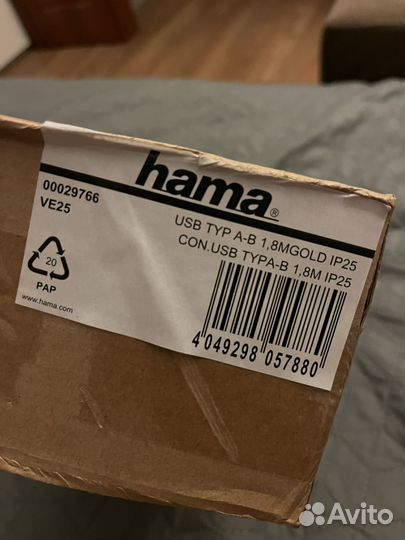 hama®
00029766
VE25
USB TYP A-B 1,8MGOLD IP25
CON.USB TYPA-B 1,8M IP25
20
PAP
www.hama.com
4 049298 057880
Avito